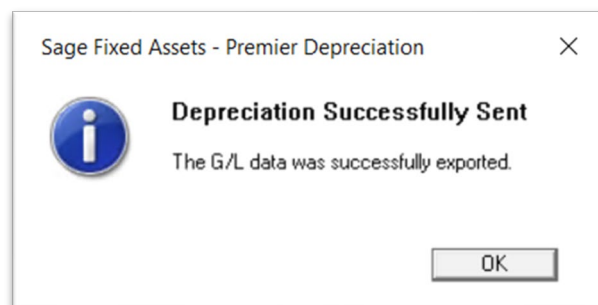 Sage Fixed Assets - Premier Depreciation
Depreciation Successfully Sent
The G/L data was successfully exported.
OK